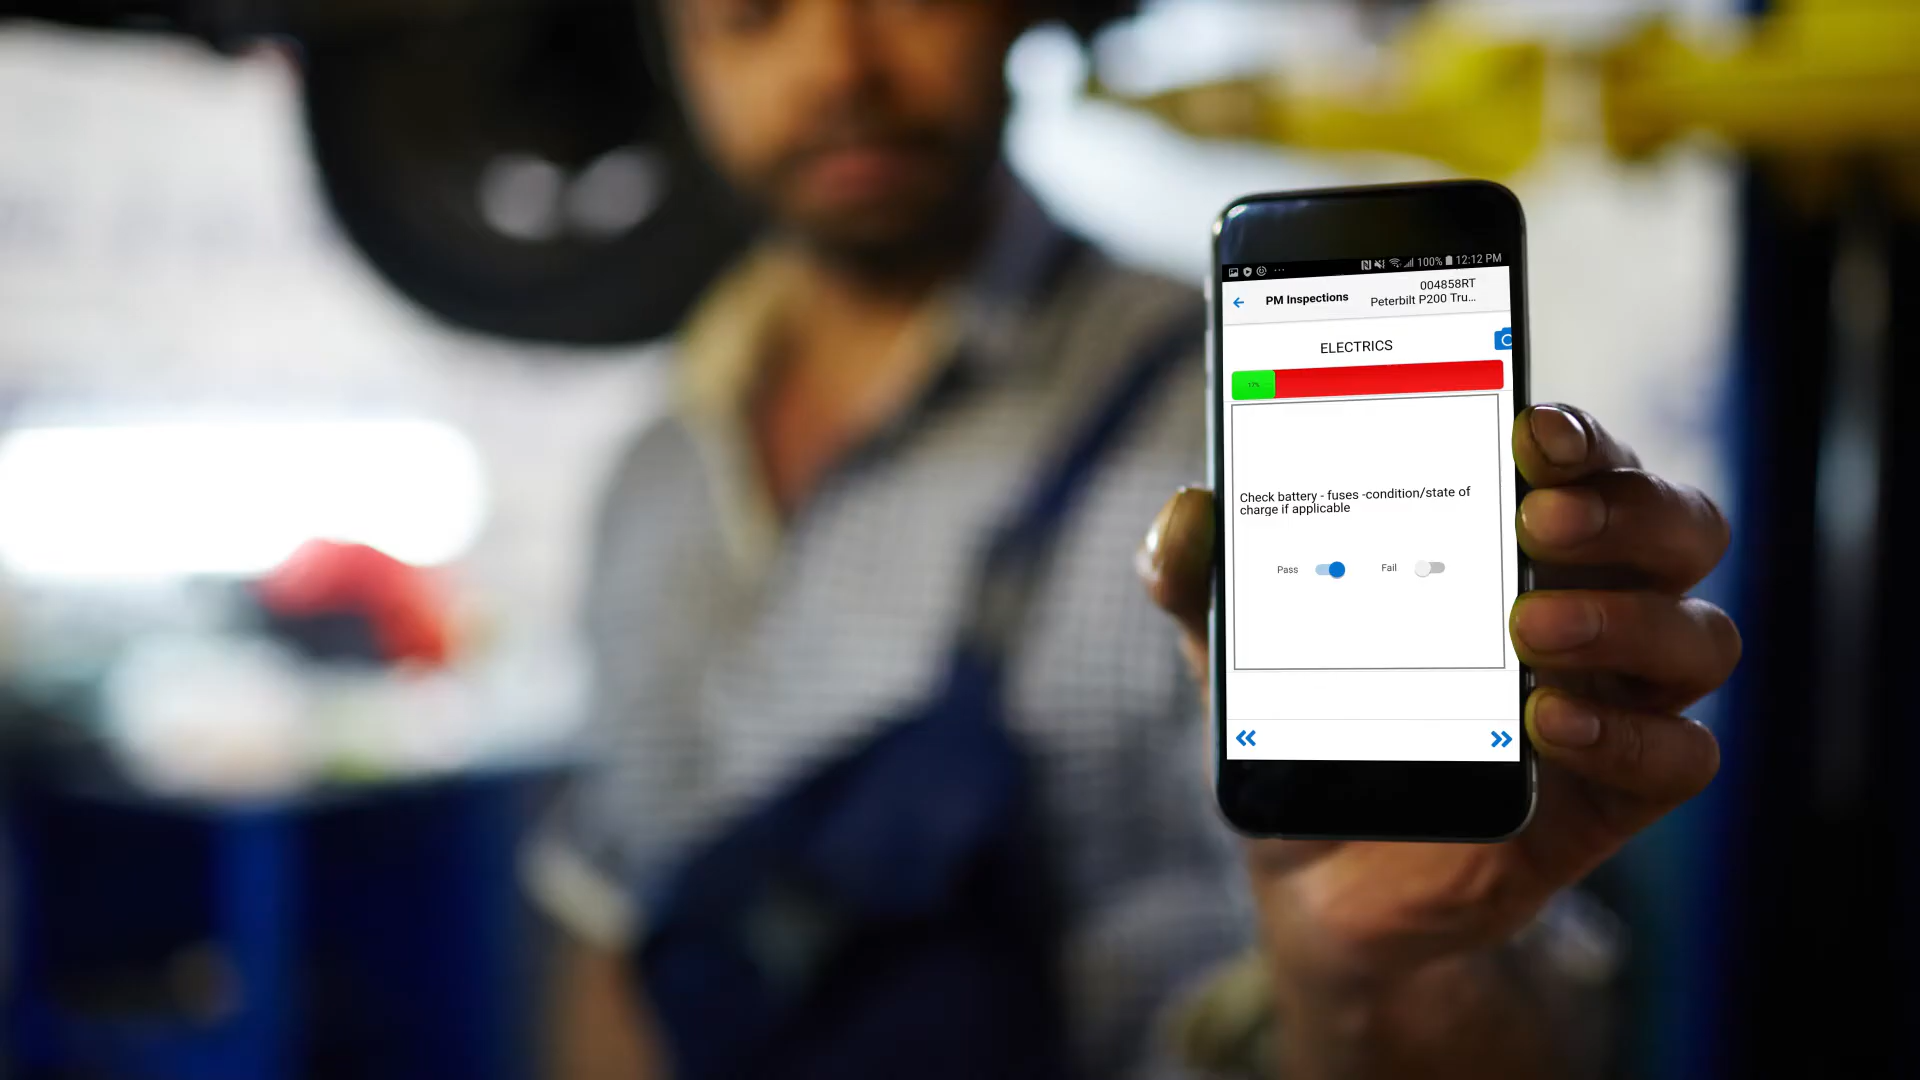 100% 12:12 PM
PM Inspections
004858RT
Peterbilt P200 Tru...
ELECTRICS
17%
Check battery - fuses -condition/state of
charge if applicable
Pass
Fail